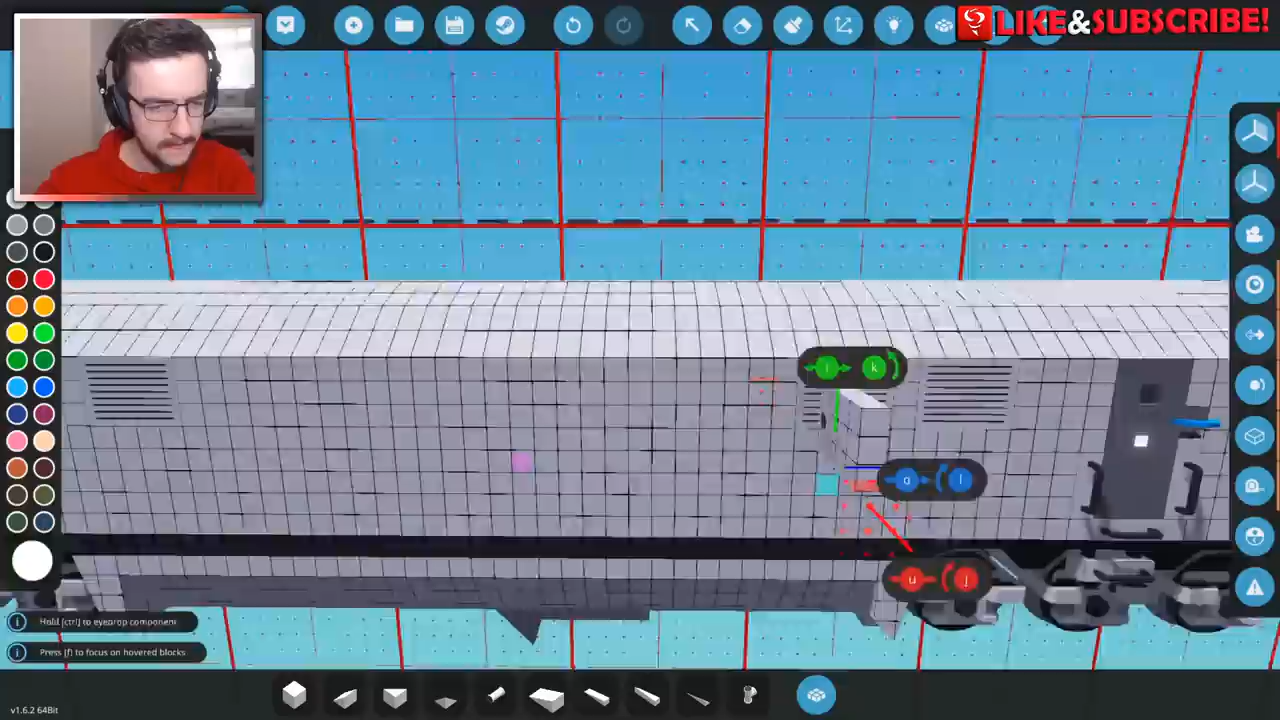 LIKE&SUBSCRIBE!
k
l
u
j
Hold [ctrl] to eyedrop component
Press [f] to focus on hovered blocks
v1.6.2 64Bit